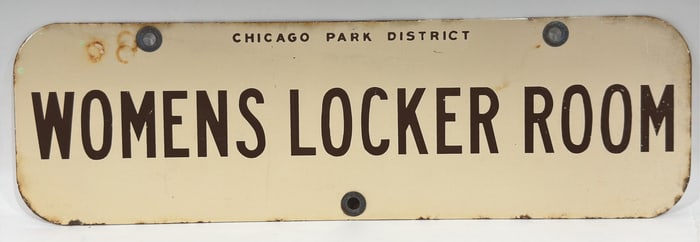 CHICAGO PARK DISTRICT
WOMENS LOCKER ROOM